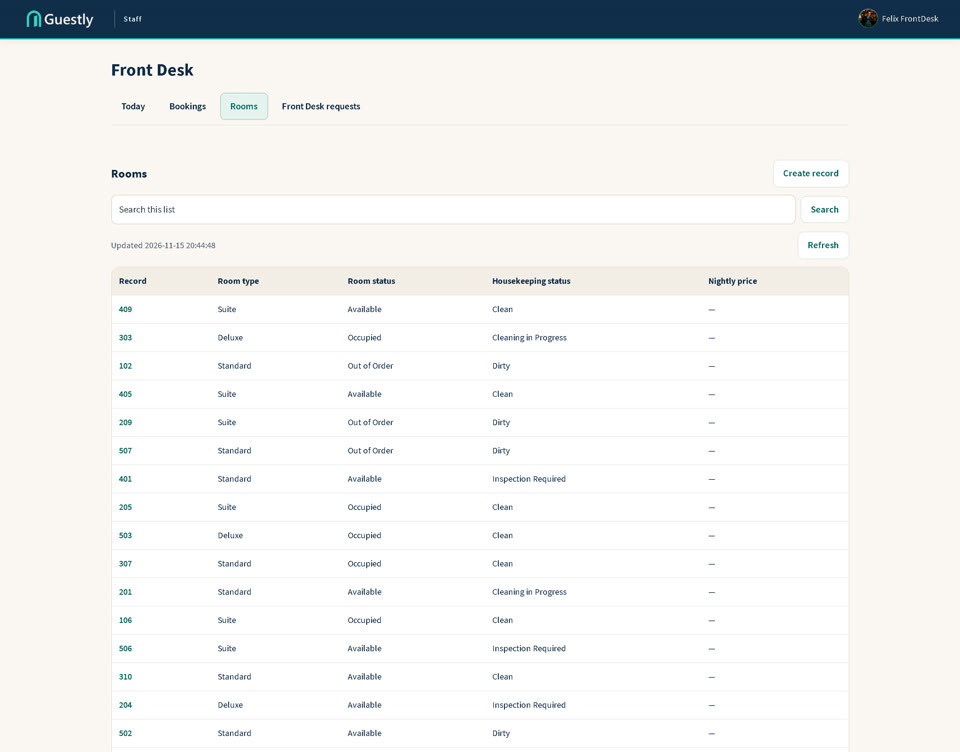 Guestly Staff Felix FrontDesk
Front Desk
Today Bookings Rooms Front Desk requests
Rooms Create record
Search this list Search
Updated 2026-11-15 20:44:48 Refresh
Record Room type Room status Housekeeping status Nightly price
409 Suite Available Clean —
303 Deluxe Occupied Cleaning in Progress —
102 Standard Out of Order Dirty —
405 Suite Available Clean —
209 Suite Out of Order Dirty —
507 Standard Out of Order Dirty —
401 Standard Available Inspection Required —
205 Suite Occupied Clean —
503 Deluxe Occupied Clean —
307 Standard Occupied Clean —
201 Standard Available Cleaning in Progress —
106 Suite Occupied Clean —
506 Suite Available Inspection Required —
310 Standard Available Clean —
204 Deluxe Available Inspection Required —
502 Standard Available Dirty —